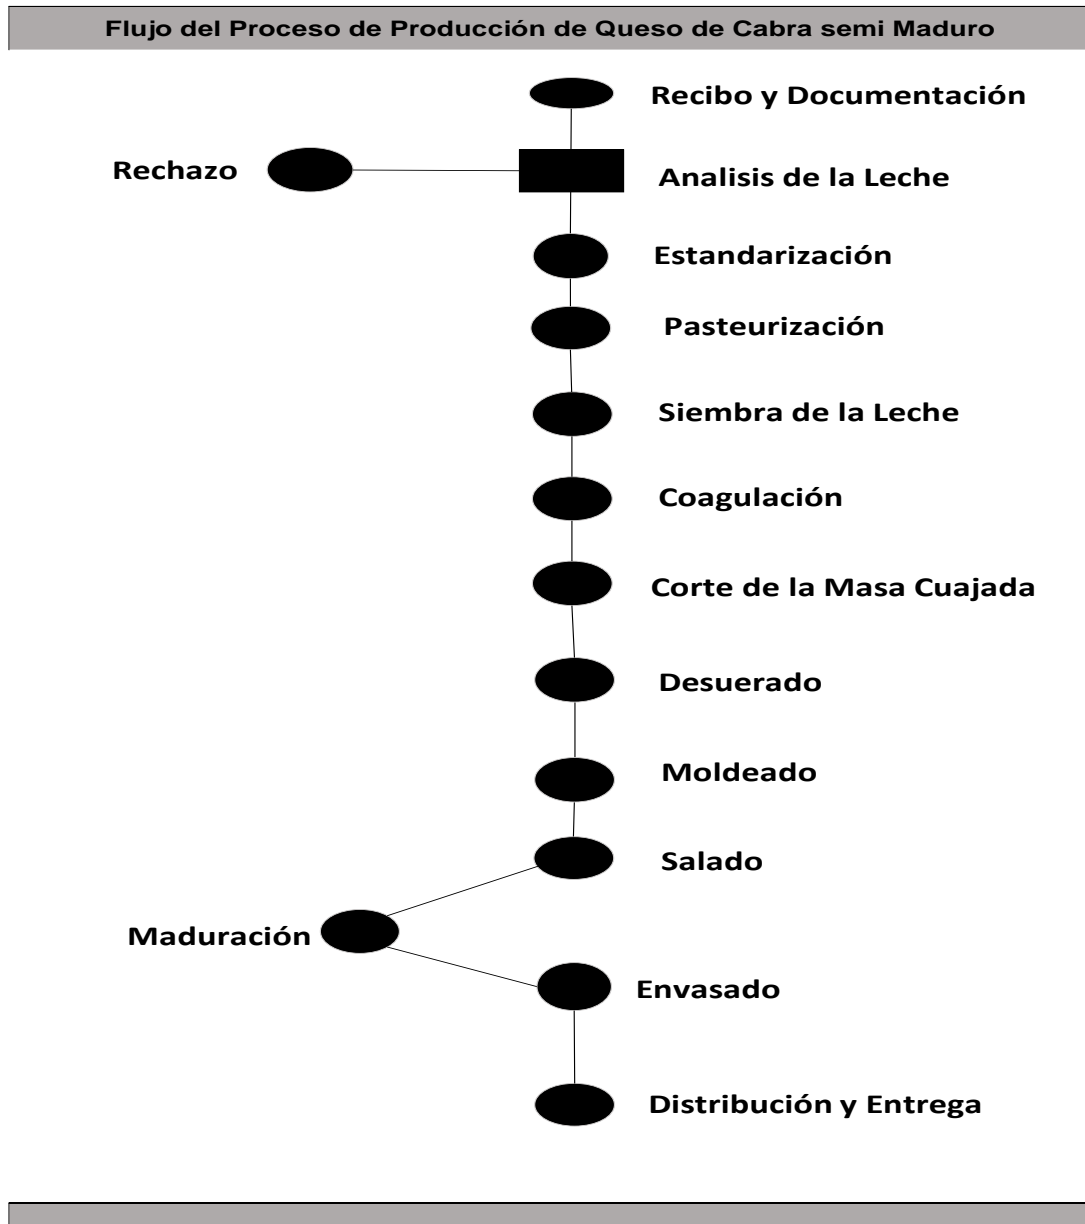 Flujo del Proceso de Producción de Queso de Cabra semi Maduro
Recibo y Documentación
Rechazo
Analisis de la Leche
Estandarización
Pasteurización
Siembra de la Leche
Coagulación
Corte de la Masa Cuajada
Desuerado
Moldeado
Salado
Maduración
Envasado
Distribución y Entrega